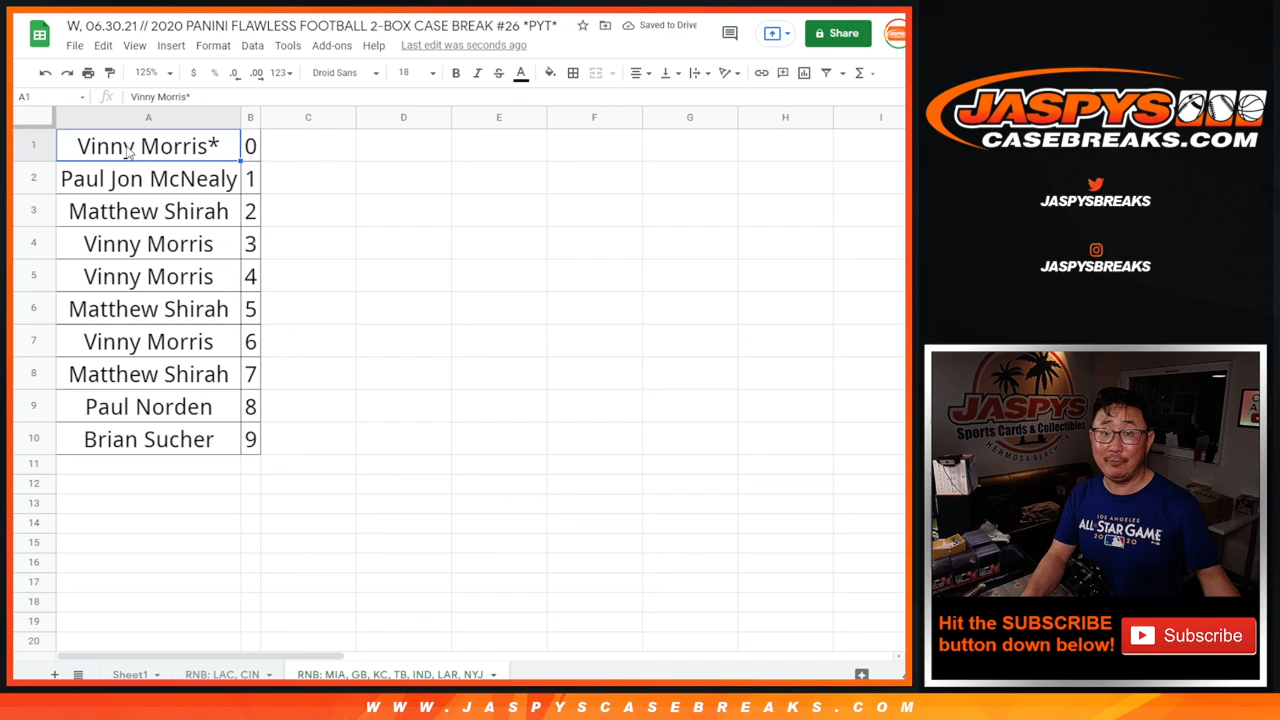 W, 06.30.21 // 2020 PANINI FLAWLESS FOOTBALL 2-BOX CASE BREAK #26 *PYT*
Saved to Drive
File Edit View Insert Format Data Tools Add-ons Help Last edit was seconds ago
Share
125% $ % .0 .00 123 Droid Sans 18 B I S A
A1 fx Vinny Morris*
A B C D E F G H I
1 Vinny Morris* 0
2 Paul Jon McNealy 1
3 Matthew Shirah 2
4 Vinny Morris 3
5 Vinny Morris 4
6 Matthew Shirah 5
7 Vinny Morris 6
8 Matthew Shirah 7
9 Paul Norden 8
10 Brian Sucher 9
11
12
13
14
15
16
17
18
19
20
Sheet1 RNB: LAC, CIN RNB: MIA, GB, KC, TB, IND, LAR, NYJ
JASPYS
CASEBREAKS.COM
JASPYSBREAKS
JASPYSBREAKS
JASPYS
Sports Cards & Collectibles
HERMOSA BEACH, CA
LOS ANGELES
ALL STAR GAME
2020
Hit the SUBSCRIBE
button down below!
Subscribe
WWW.JASPYSCASEBREAKS.COM